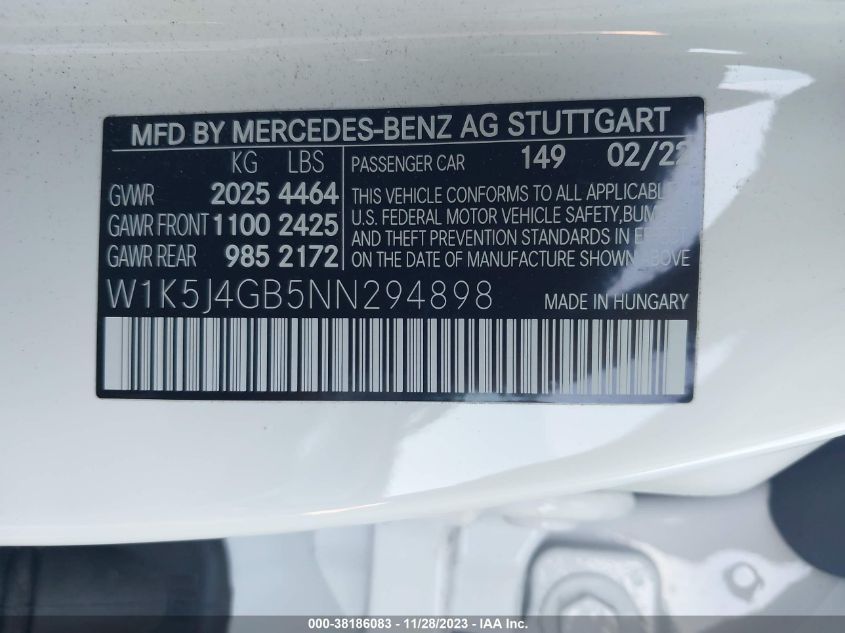 MFD BY MERCEDES-BENZ AG STUTTGART
KG LBS PASSENGER CAR 149 02/22
GVWR 2025 4464
GAWR FRONT 1100 2425
GAWR REAR 985 2172
THIS VEHICLE CONFORMS TO ALL APPLICABLE
U.S. FEDERAL MOTOR VEHICLE SAFETY, BUMPER
AND THEFT PREVENTION STANDARDS IN EFFECT
ON DATE OF MANUFACTURE SHOWN ABOVE
W1K5J4GB5NN294898 MADE IN HUNGARY
000-38186083 - 11/28/2023 - IAA Inc.